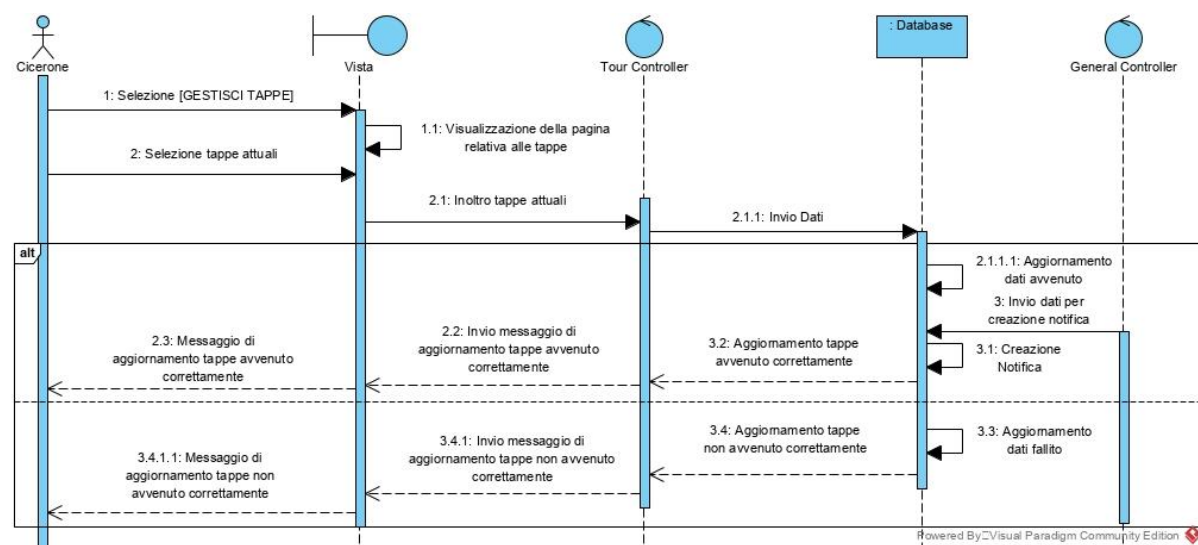 : Database
Cicerone
Vista
Tour Controller
General Controller
1: Selezione [GESTISCI TAPPE]
1.1: Visualizzazione della pagina
relativa alle tappe
2: Selezione tappe attuali
2.1: Inoltro tappe attuali
2.1.1: Invio Dati
alt
2.1.1.1: Aggiornamento
dati avvenuto
3: Invio dati per
creazione notifica
3.1: Creazione
Notifica
3.2: Aggiornamento tappe
avvenuto correttamente
2.2: Invio messaggio di
aggiornamento tappe avvenuto
correttamente
2.3: Messaggio di
aggiornamento tappe avvenuto
correttamente
3.3: Aggiornamento
dati fallito
3.4: Aggiornamento tappe
non avvenuto correttamente
3.4.1: Invio messaggio di
aggiornamento tappe non avvenuto
correttamente
3.4.1.1: Messaggio di
aggiornamento tappe non
avvenuto correttamente
Powered By Visual Paradigm Community Edition